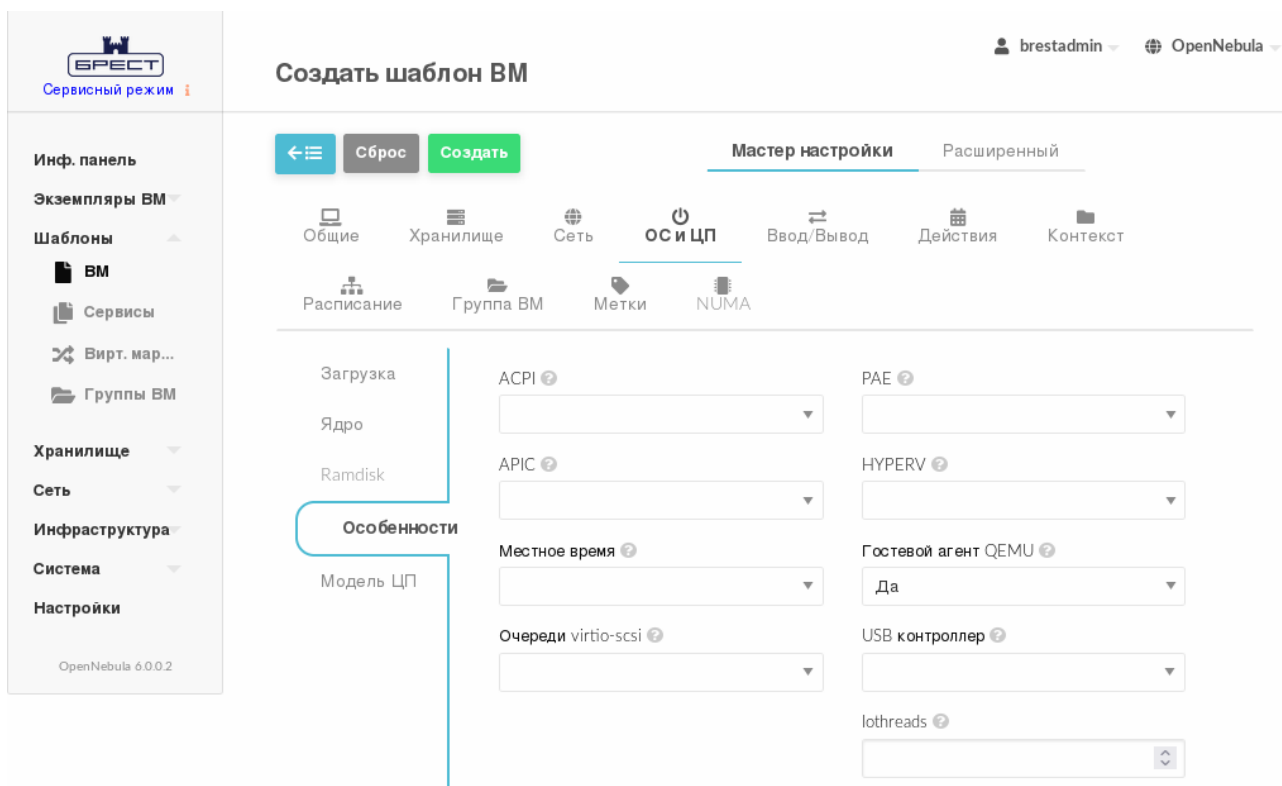 БРЕСТ
Сервисный режим i
brestadmin
OpenNebula
Создать шаблон ВМ
Инф. панель
Экземпляры ВМ
Шаблоны
ВМ
Сервисы
Вирт. мар...
Группы ВМ
Хранилище
Сеть
Инфраструктура
Система
Настройки
OpenNebula 6.0.0.2
Сброс
Создать
Мастер настройки
Расширенный
Общие
Хранилище
Сеть
ОС и ЦП
Ввод/Вывод
Действия
Контекст
Расписание
Группа ВМ
Метки
NUMA
Загрузка
Ядро
Ramdisk
Особенности
Модель ЦП
ACPI
PAE
APIC
HYPERV
Местное время
Гостевой агент QEMU
Да
Очереди virtio-scsi
USB контроллер
Iothreads